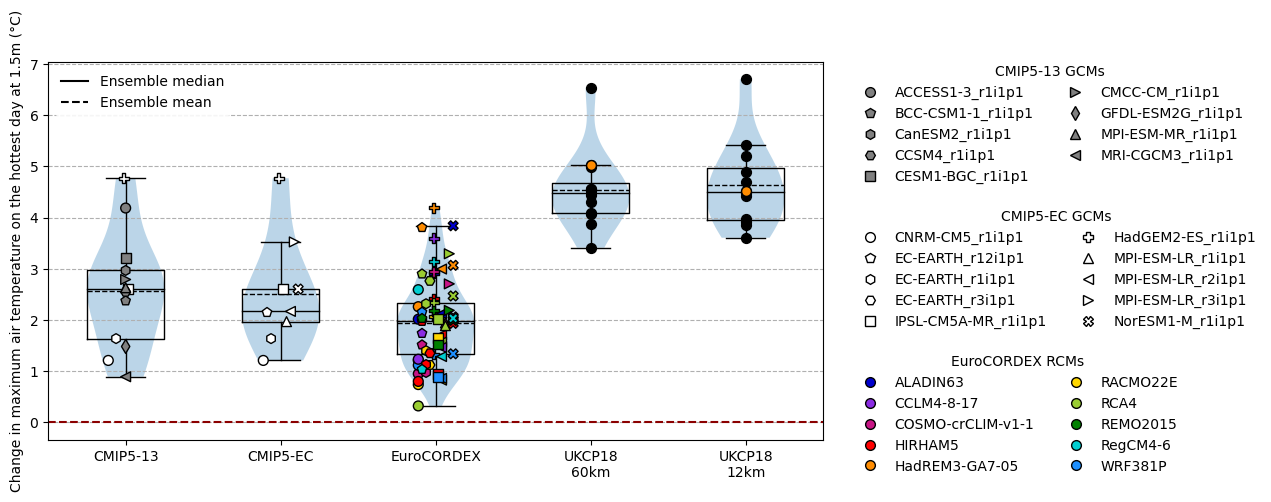 Change in maximum air temperature on the hottest day at 1.5m (°C)
7
6
5
4
3
2
1
0
Ensemble median
Ensemble mean
CMIP5-13
CMIP5-EC
EuroCORDEX
UKCP18
60km
UKCP18
12km
CMIP5-13 GCMs
ACCESS1-3_r1i1p1
BCC-CSM1-1_r1i1p1
CanESM2_r1i1p1
CCSM4_r1i1p1
CESM1-BGC_r1i1p1
CMCC-CM_r1i1p1
GFDL-ESM2G_r1i1p1
MPI-ESM-MR_r1i1p1
MRI-CGCM3_r1i1p1
CMIP5-EC GCMs
CNRM-CM5_r1i1p1
EC-EARTH_r12i1p1
EC-EARTH_r1i1p1
EC-EARTH_r3i1p1
IPSL-CM5A-MR_r1i1p1
HadGEM2-ES_r1i1p1
MPI-ESM-LR_r1i1p1
MPI-ESM-LR_r2i1p1
MPI-ESM-LR_r3i1p1
NorESM1-M_r1i1p1
EuroCORDEX RCMs
ALADIN63
CCLM4-8-17
COSMO-crCLIM-v1-1
HIRHAM5
HadREM3-GA7-05
RACMO22E
RCA4
REMO2015
RegCM4-6
WRF381P